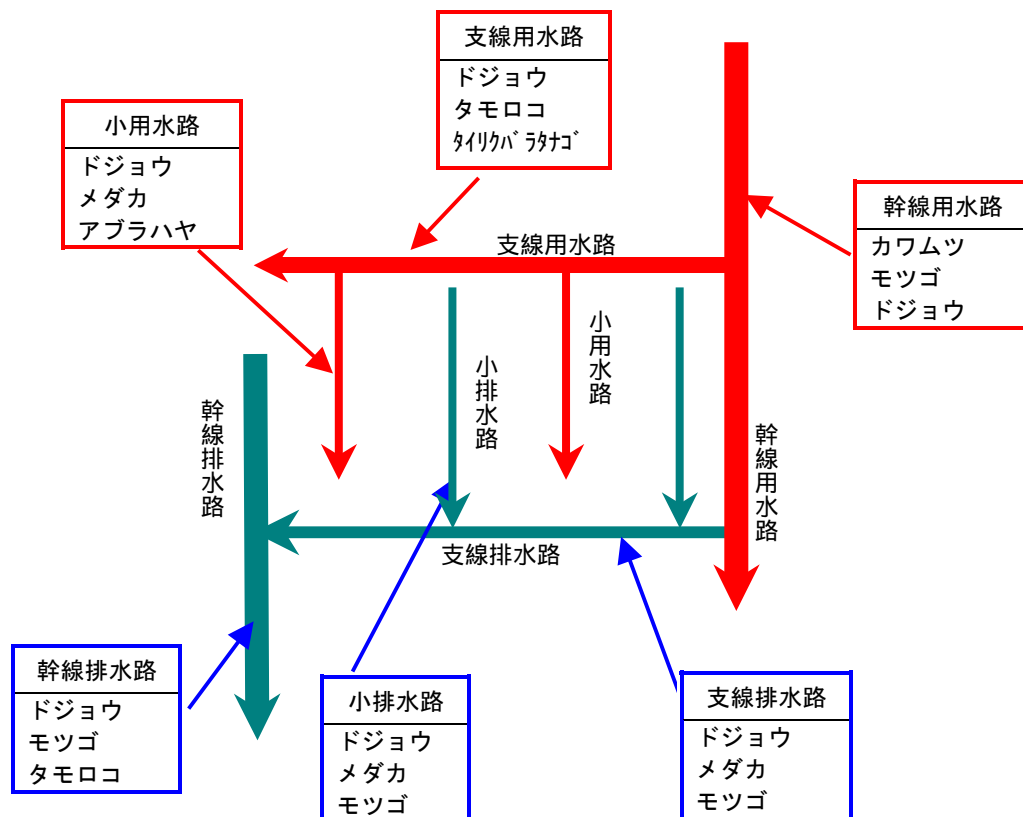 支線用水路
ドジョウ
タモロコ
ﾀｲﾘｸﾊﾞﾗﾀﾅｺﾞ
小用水路
ドジョウ
メダカ
アブラハヤ
幹線用水路
カワムツ
モツゴ
ドジョウ
支線用水路
小用水路
小排水路
幹線排水路
幹線用水路
支線排水路
幹線排水路
ドジョウ
モツゴ
タモロコ
小排水路
ドジョウ
メダカ
モツゴ
支線排水路
ドジョウ
メダカ
モツゴ